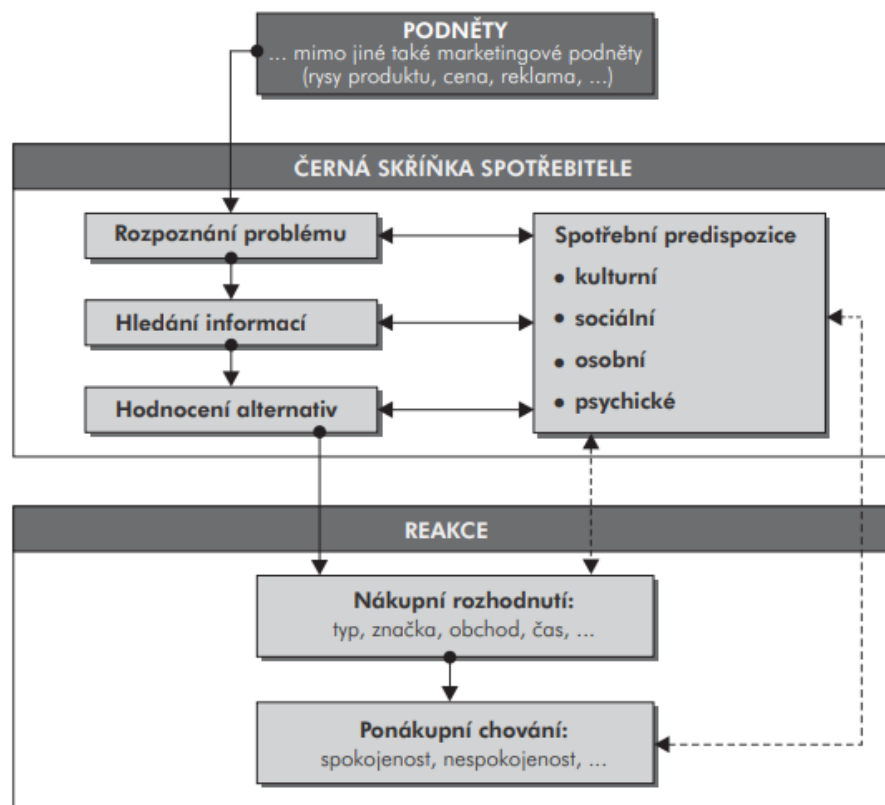 PODNĚTY
... mimo jiné také marketingové podněty
(rysy produktu, cena, reklama, ...)
ČERNÁ SKŘÍŇKA SPOTŘEBITELE
Rozpoznání problému
Hledání informací
Hodnocení alternativ
Spotřební predispozice
• kulturní
• sociální
• osobní
• psychické
REAKCE
Nákupní rozhodnutí:
typ, značka, obchod, čas, ...
Ponákupní chování:
spokojenost, nespokojenost, ...